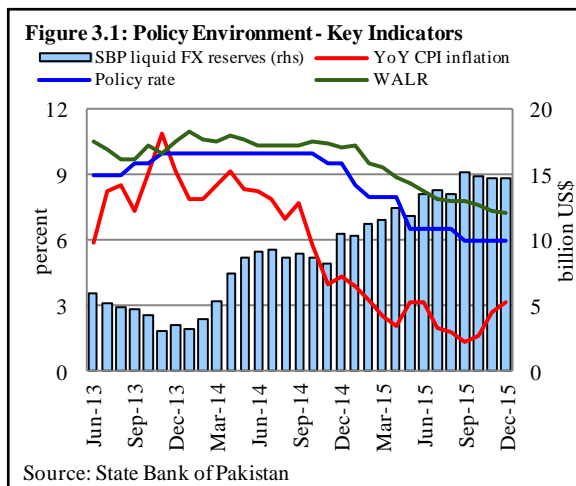 Figure 3.1: Policy Environment - Key Indicators
SBP liquid FX reserves (rhs) YoY CPI inflation
Policy rate WALR
12 20
9 15
6 10
3 5
0 0
percent
billion US$
Jun-13 Sep-13 Dec-13 Mar-14 Jun-14 Sep-14 Dec-14 Mar-15 Jun-15 Sep-15 Dec-15
Source: State Bank of Pakistan